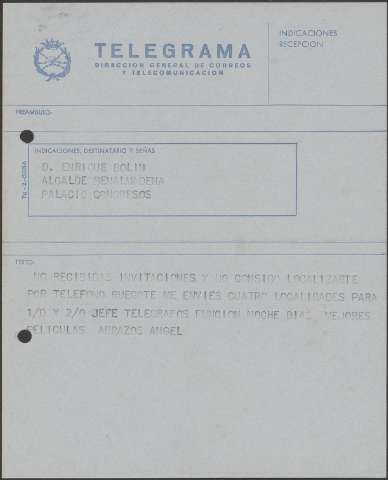 TELEGRAMA
DIRECCION GENERAL DE CORREOS
Y TELECOMUNICACION
INDICACIONES
RECEPCION
PREAMBULO-
INDICACIONES, DESTINATARIO Y SEÑAS
D. ENRIQUE BOLIN
ALCALDE BENALMADENA
PALACIO CONGRESOS
TEXTO-
NO RECIBIDAS INVITACIONES Y NO CONSIGO LOCALIZARTE
POR TELEFONO RUEGOTE ME ENVIES CUATRO LOCALIDADES PARA
1/O Y 2/O JEFE TELEGRAFOS FUNCION NOCHE DIAS MEJORES
PELICULAS ABRAZOS ANGEL